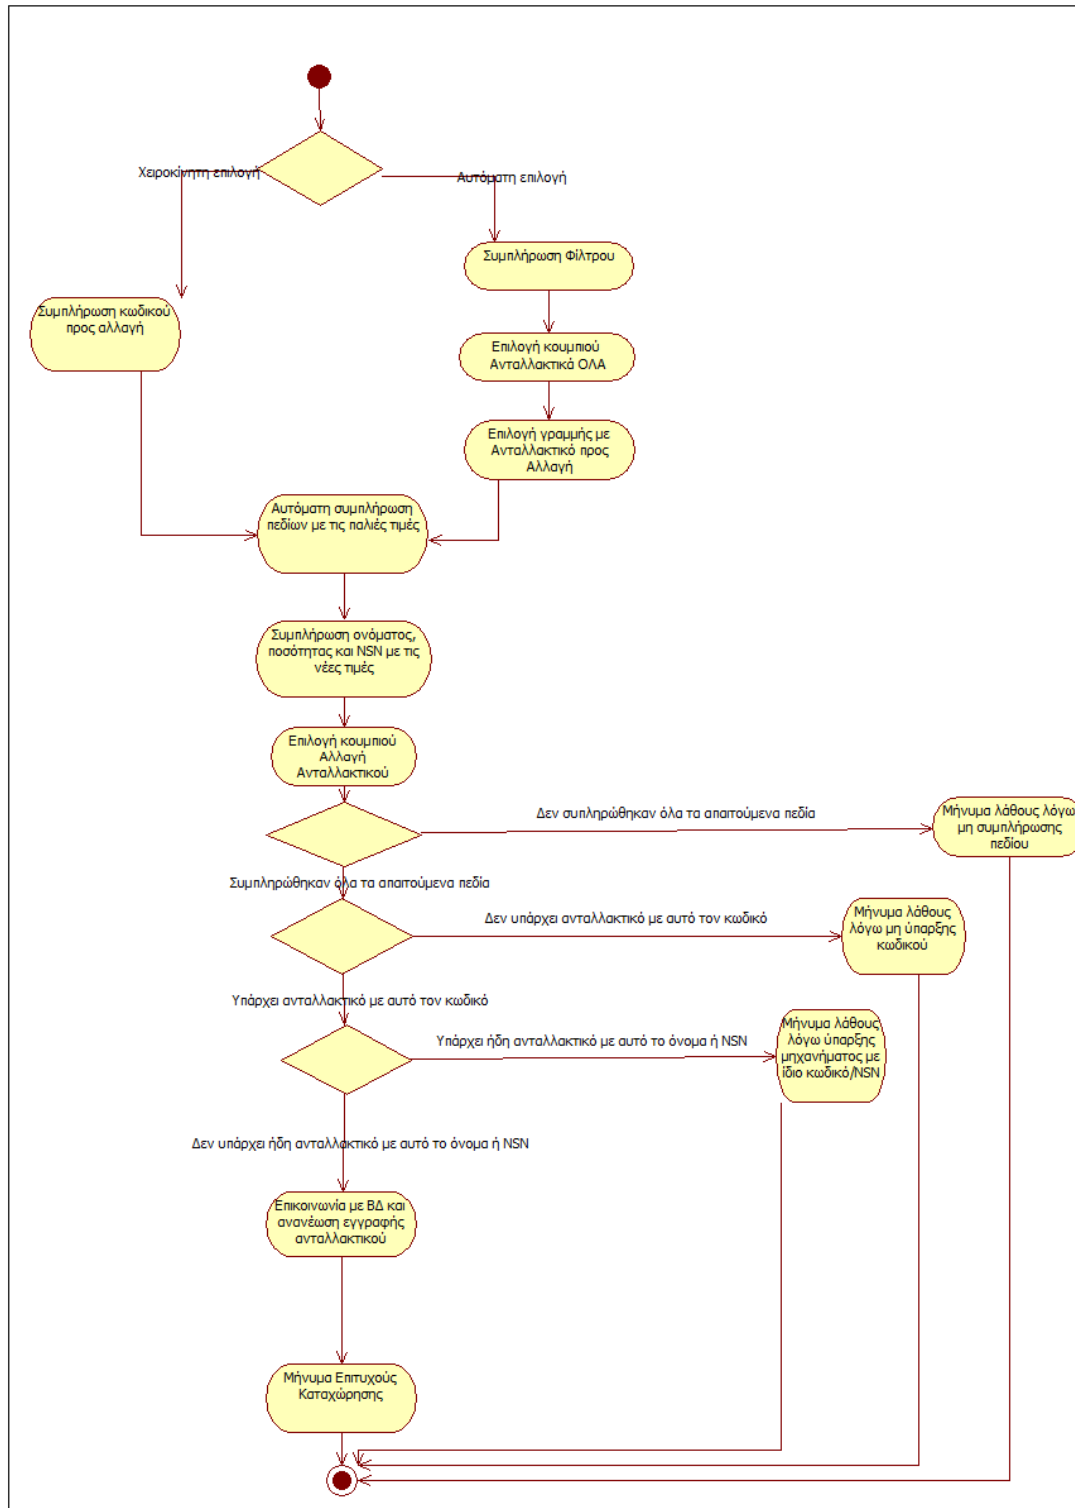 Χειροκίνητη επιλογή
Αυτόματη επιλογή
Συμπλήρωση Φίλτρου
Συμπλήρωση κωδικού
προς αλλαγή
Επιλογή κουμπιού
Ανταλλακτικά ΟΛΑ
Επιλογή γραμμής με
Ανταλλακτικό προς
Αλλαγή
Αυτόματη συμπλήρωση
πεδίων με τις παλιές τιμές
Συμπλήρωση ονόματος,
ποσότητας και NSN με τις
νέες τιμές
Επιλογή κουμπιού
Αλλαγή
Ανταλλακτικού
Δεν συπληρώθηκαν όλα τα απαιτούμενα πεδία
Μήνυμα λάθους λόγω
μη συμπλήρωσης
πεδίου
Συμπληρώθηκαν όλα τα απαιτούμενα πεδία
Δεν υπάρχει ανταλλακτικό με αυτό τον κωδικό
Μήνυμα λάθους
λόγω μη ύπαρξης
κωδικού
Υπάρχει ανταλλακτικό με αυτό τον κωδικό
Υπάρχει ήδη ανταλλακτικό με αυτό το όνομα ή NSN
Μήνυμα λάθους
λόγω ύπαρξης
μηχανήματος με
ίδιο κωδικό/NSN
Δεν υπάρχει ήδη ανταλλακτικό με αυτό το όνομα ή NSN
Επικοινωνία με ΒΔ και
ανανέωση εγγραφής
ανταλλακτικού
Μήνυμα Επιτυχούς
Καταχώρησης